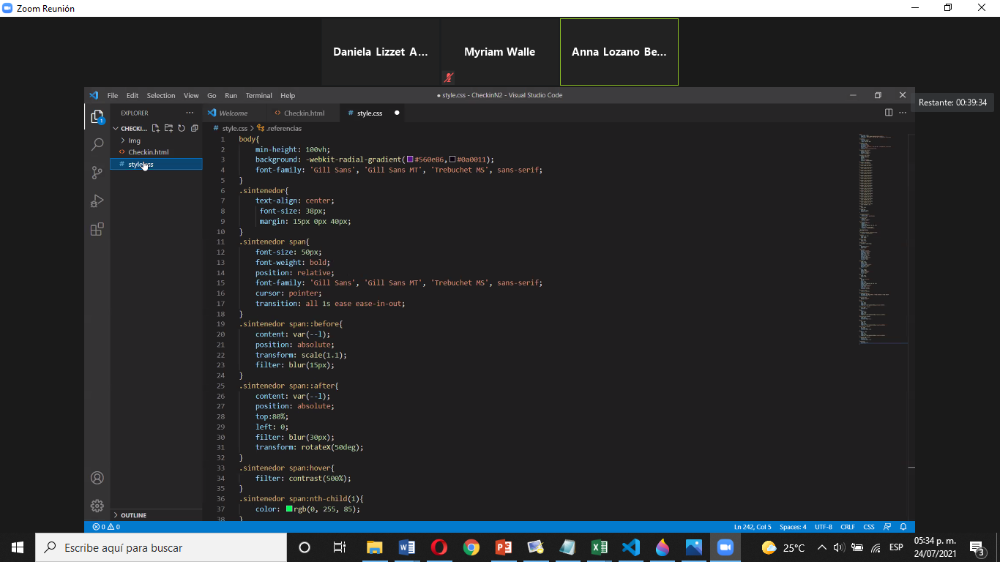 Zoom Reunión
Daniela Lizzet A...
Myriam Walle
Anna Lozano Be...
File Edit Selection View Go Run Terminal Help
● style.css - CheckinN2 - Visual Studio Code
Restante: 00:39:34
EXPLORER
Welcome
<> Checkin.html
# style.css
CHECKI...
# style.css > .referencias
Img
<> Checkin.html
# style.css
1 body{
2 min-height: 100vh;
3 background: -webkit-radial-gradient(#560e86,#0a0011);
4 font-family: 'Gill Sans', 'Gill Sans MT', 'Trebuchet MS', sans-serif;
5 }
6 .sintenedor{
7 text-align: center;
8 font-size: 38px;
9 margin: 15px 0px 40px;
10 }
11 .sintenedor span{
12 font-size: 50px;
13 font-weight: bold;
14 position: relative;
15 font-family: 'Gill Sans', 'Gill Sans MT', 'Trebuchet MS', sans-serif;
16 cursor: pointer;
17 transition: all 1s ease ease-in-out;
18 }
19 .sintenedor span::before{
20 content: var(--l);
21 position: absolute;
22 transform: scale(1.1);
23 filter: blur(15px);
24 }
25 .sintenedor span::after{
26 content: var(--l);
27 position: absolute;
28 top:80%;
29 left: 0;
30 filter: blur(30px);
31 transform: rotateX(50deg);
32 }
33 .sintenedor span:hover{
34 filter: contrast(500%);
35 }
36 .sintenedor span:nth-child(1){
37 color: rgb(0, 255, 85);
38 }
OUTLINE
0 0
Ln 242, Col 5 Spaces: 4 UTF-8 CRLF CSS
Escribe aquí para buscar
25°C
ESP
05:34 p. m.
24/07/2021
3